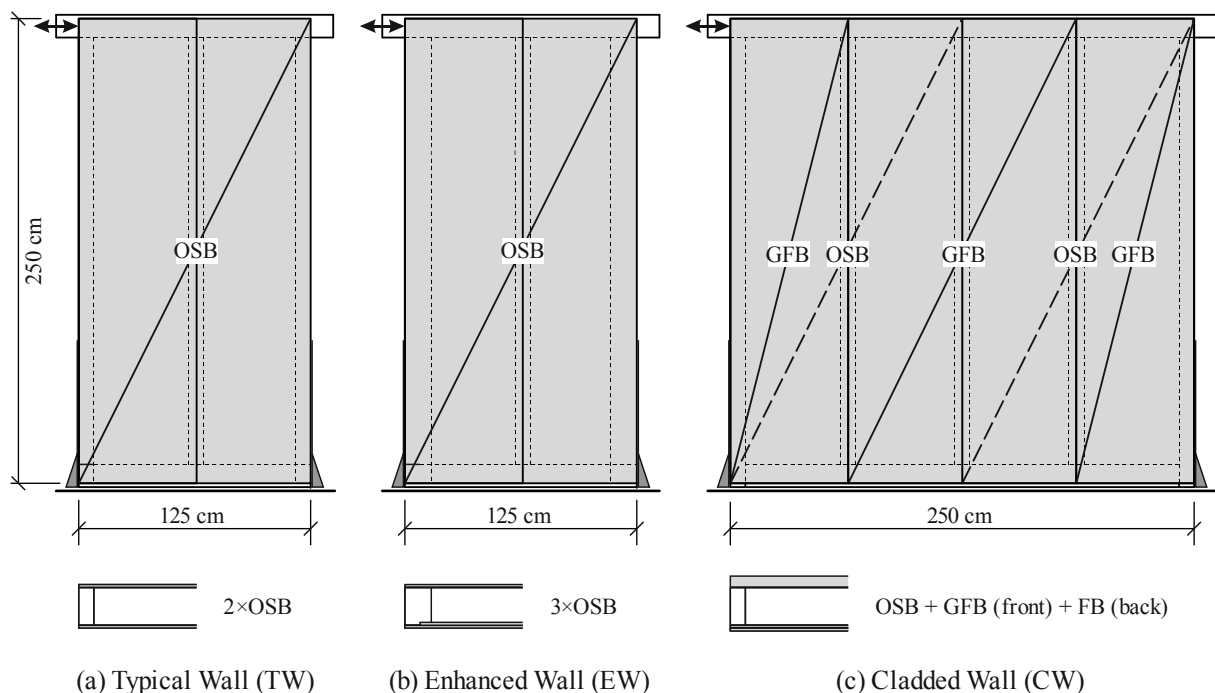 250 cm
OSB
OSB
GFB
OSB
GFB
OSB
GFB
125 cm
125 cm
250 cm
2×OSB
3×OSB
OSB + GFB (front) + FB (back)
(a) Typical Wall (TW)
(b) Enhanced Wall (EW)
(c) Cladded Wall (CW)